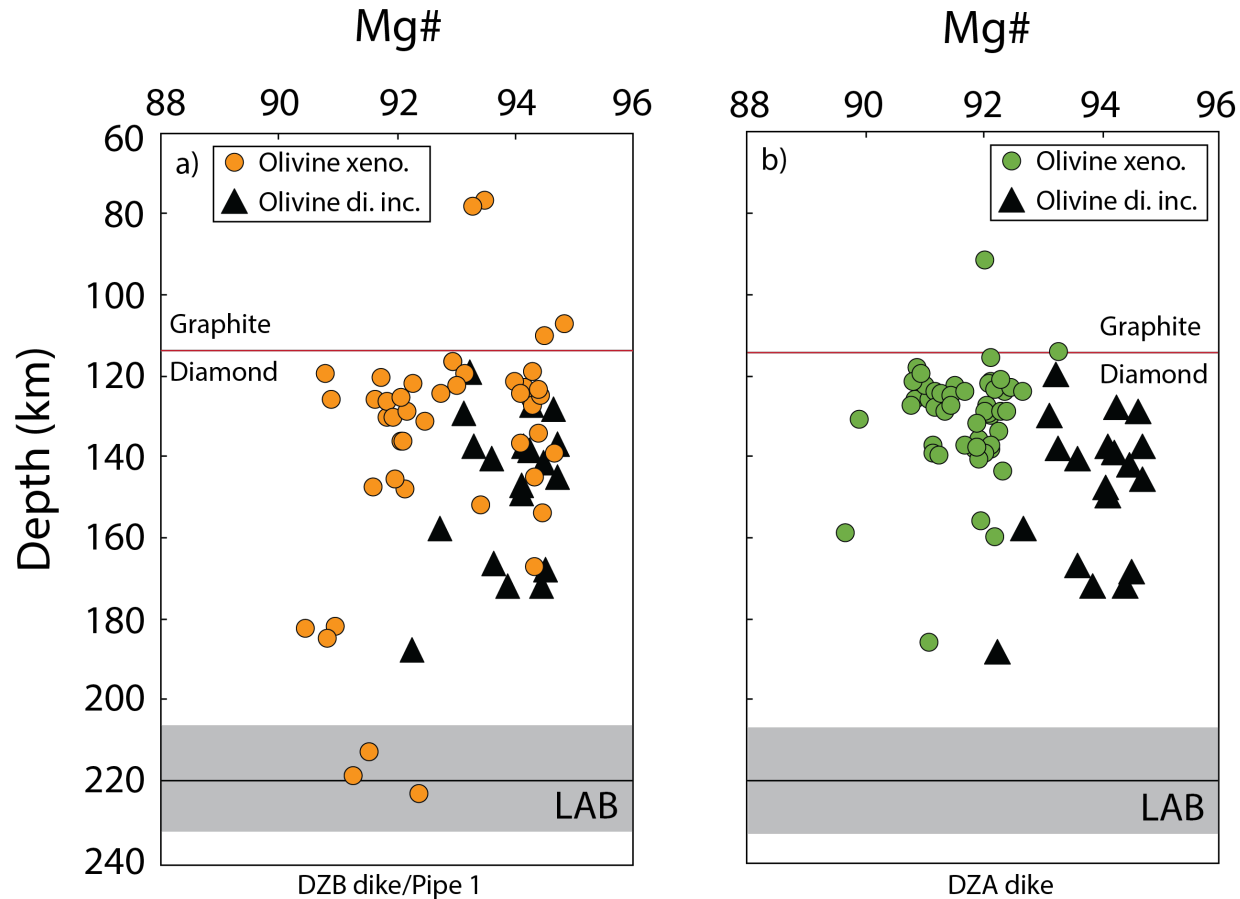 Mg#
Mg#
88 90 92 94 96
88 90 92 94 96
60
80
100
120
140
160
180
200
220
240
Depth (km)
a)
Olivine xeno.
Olivine di. inc.
Graphite
Diamond
LAB
DZB dike/Pipe 1
b)
Olivine xeno.
Olivine di. inc.
Graphite
Diamond
LAB
DZA dike